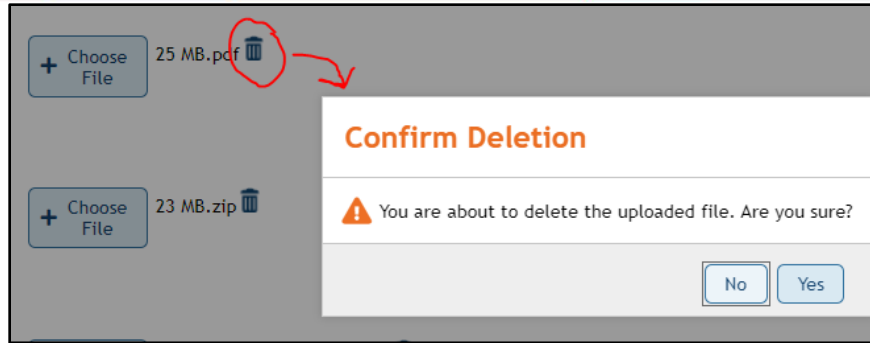 + Choose File
25 MB.pdf
Confirm Deletion
+ Choose File
23 MB.zip
You are about to delete the uploaded file. Are you sure?
No
Yes